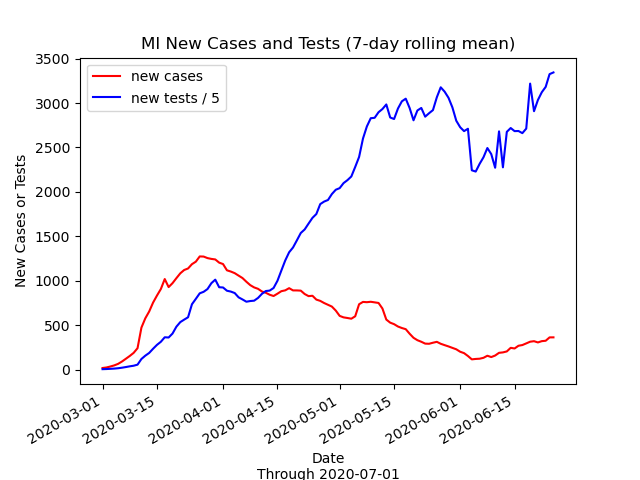 MI New Cases and Tests (7-day rolling mean)
new cases
new tests / 5
New Cases or Tests
3500
3000
2500
2000
1500
1000
500
0
2020-03-01
2020-03-15
2020-04-01
2020-04-15
2020-05-01
2020-05-15
2020-06-01
2020-06-15
Date
Through 2020-07-01